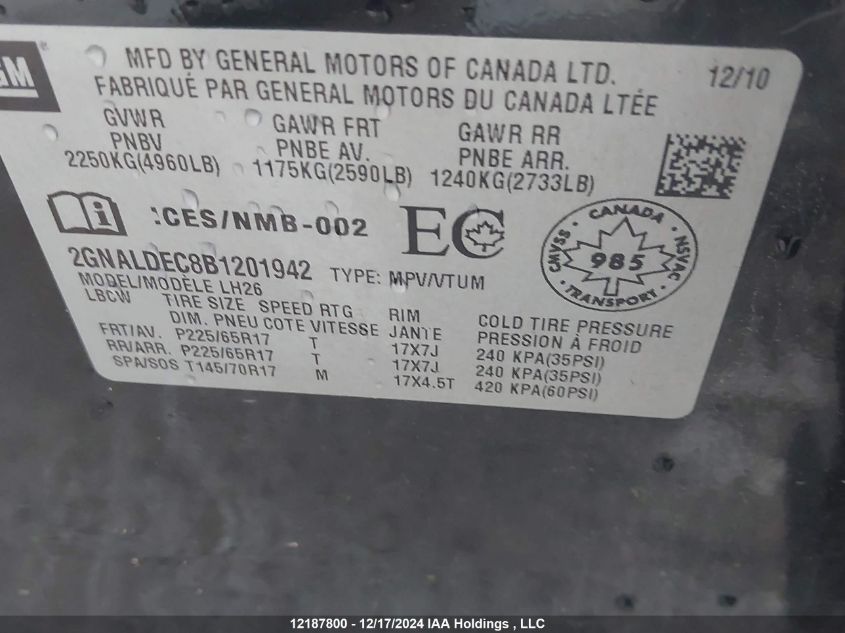 GM ®
MFD BY GENERAL MOTORS OF CANADA LTD. 12/10
FABRIQUÉ PAR GENERAL MOTORS DU CANADA LTÉE
GVWR GAWR FRT GAWR RR
PNBV PNBE AV. PNBE ARR.
2250KG(4960LB) 1175KG(2590LB) 1240KG(2733LB)
i :CES/NMB-002 EC
CANADA
CMVSS 985 NSVAC
TRANSPORT
2GNALDEC8B1201942 TYPE: MPV/VTUM
MODEL/MODÈLE LH26
LBCW TIRE SIZE SPEED RTG RIM COLD TIRE PRESSURE
DIM. PNEU COTE VITESSE JANTE PRESSION À FROID
FRT/AV. P225/65R17 T 17X7J 240 KPA(35PSI)
RR/ARR. P225/65R17 T 17X7J 240 KPA(35PSI)
SPA/SOS T145/70R17 M 17X4.5T 420 KPA(60PSI)
12187800 - 12/17/2024 IAA Holdings , LLC